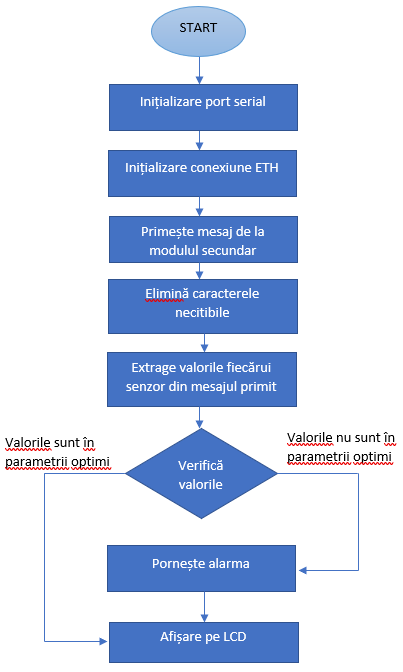 START
Inițializare port serial
Inițializare conexiune ETH
Primește mesaj de la
modulul secundar
Elimină caracterele
necitibile
Extrage valorile fiecărui
senzor din mesajul primit
Valorile sunt în
parametrii optimi
Verifică
valorile
Valorile nu sunt în
parametrii optimi
Pornește alarma
Afișare pe LCD